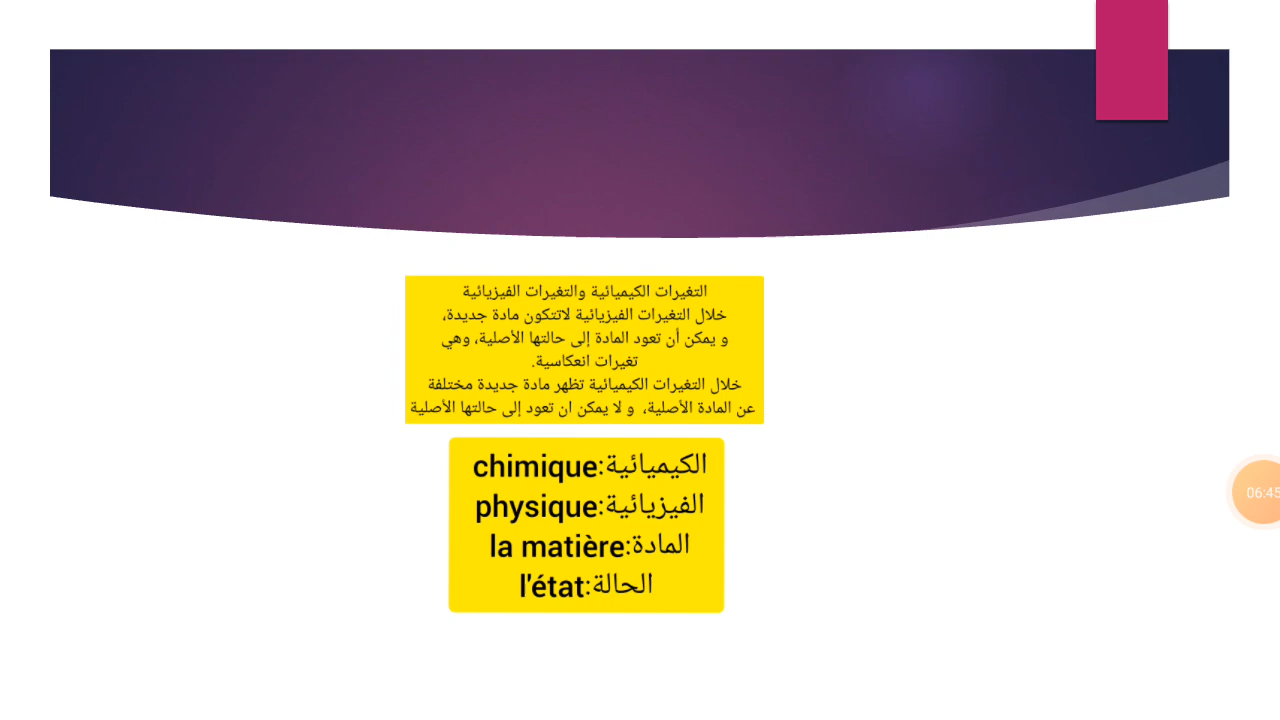 التغيرات الكيميائية والتغيرات الفيزيائية
خلال التغيرات الفيزيائية لاتتكون مادة جديدة،
و يمكن أن تعود المادة إلى حالتها الأصلية، وهي
تغيرات انعكاسية.
خلال التغيرات الكيميائية تظهر مادة جديدة مختلفة
عن المادة الأصلية، و لا يمكن ان تعود إلى حالتها الأصلية
الكيميائية:chimique
الفيزيائية:physique
المادة:la matière
الحالة:l'état
06:45